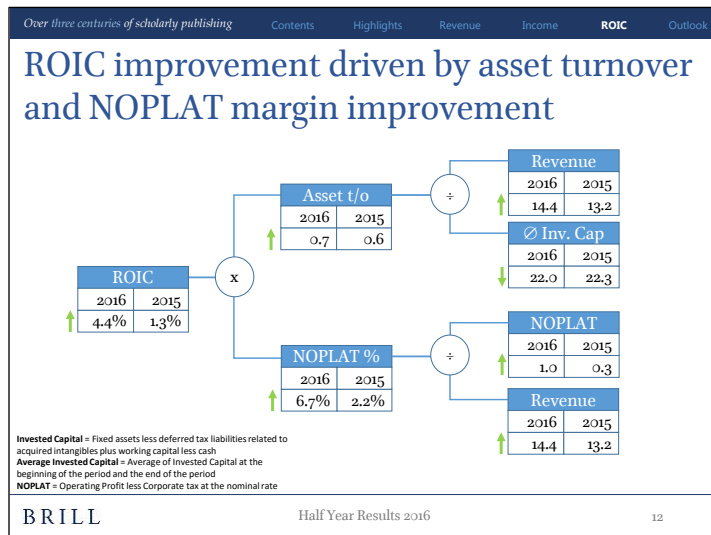 Over three centuries of scholarly publishing
Contents Highlights Revenue Income ROIC Outlook
ROIC improvement driven by asset turnover
and NOPLAT margin improvement
ROIC
2016 2015
4.4% 1.3%
x
Asset t/o
2016 2015
0.7 0.6
÷
Revenue
2016 2015
14.4 13.2
∅ Inv. Cap
2016 2015
22.0 22.3
NOPLAT %
2016 2015
6.7% 2.2%
÷
NOPLAT
2016 2015
1.0 0.3
Revenue
2016 2015
14.4 13.2
Invested Capital = Fixed assets less deferred tax liabilities related to
acquired intangibles plus working capital less cash
Average Invested Capital = Average of Invested Capital at the
beginning of the period and the end of the period
NOPLAT = Operating Profit less Corporate tax at the nominal rate
BRILL
Half Year Results 2016
12